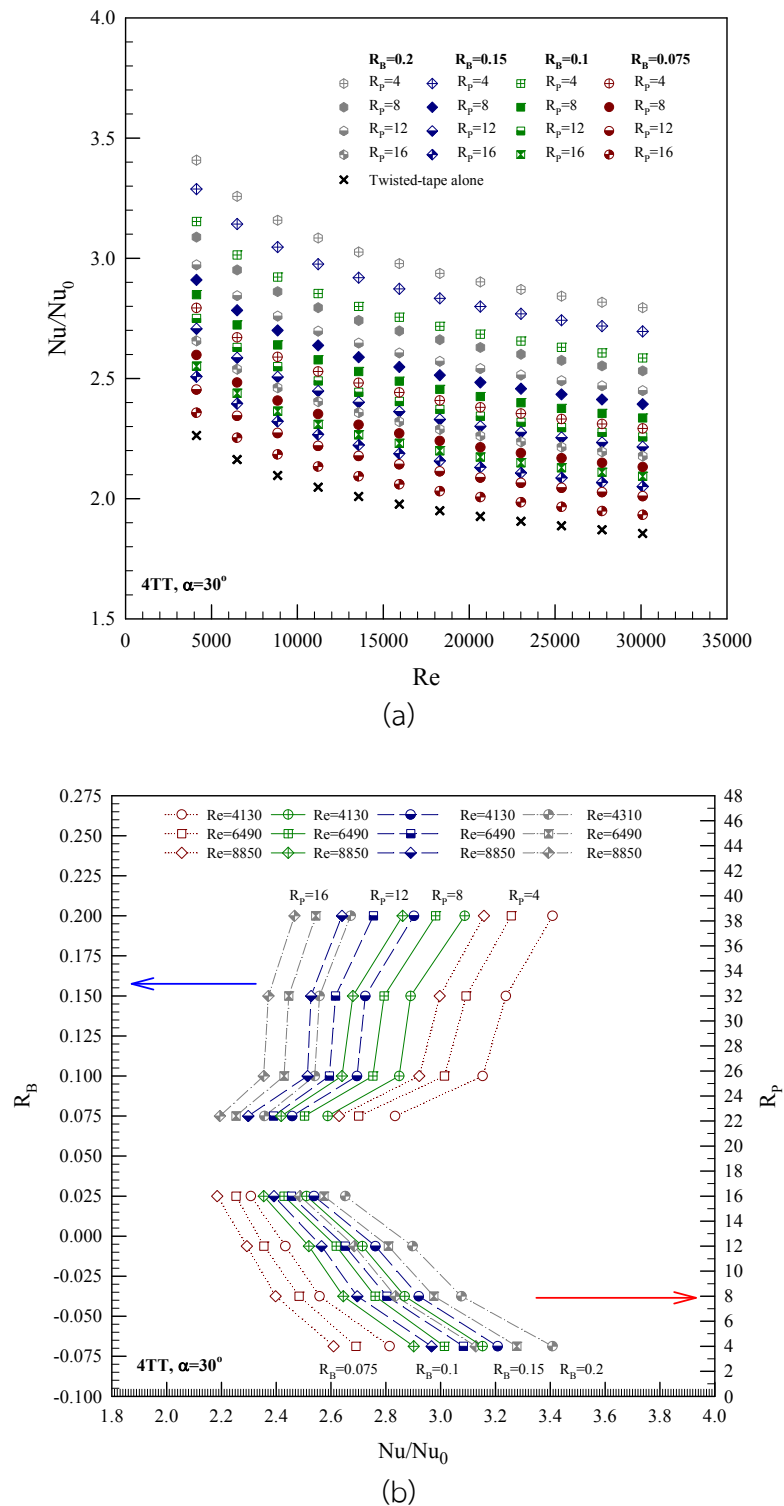 4.0
R_B=0.2 R_B=0.15 R_B=0.1 R_B=0.075
R_P=4 R_P=4 R_P=4 R_P=4
R_P=8 R_P=8 R_P=8 R_P=8
3.5
R_P=12 R_P=12 R_P=12 R_P=12
R_P=16 R_P=16 R_P=16 R_P=16
Twisted-tape alone
3.0
Nu/Nu_0
2.5
2.0
4TT, α=30°
1.5
0 5000 10000 15000 20000 25000 30000 35000
Re
(a)
0.275 48
Re=4130 Re=4130 Re=4130 Re=4310 46
0.250 Re=6490 Re=6490 Re=6490 Re=6490 44
Re=8850 Re=8850 Re=8850 Re=8850 42
0.225 40
R_P=16 R_P=12 R_P=8 R_P=4
0.200 38
36
0.175 34
0.150 32
30
0.125 28
0.100 26
R_B 24 R_P
0.075 22
20
0.050 18
0.025 16
14
0.000 12
-0.025 10
8
-0.050 6
-0.075 4
4TT, α=30° R_B=0.075 R_B=0.1 R_B=0.15 R_B=0.2 2
-0.100 0
1.8 2.0 2.2 2.4 2.6 2.8 3.0 3.2 3.4 3.6 3.8 4.0
Nu/Nu_0
(b)